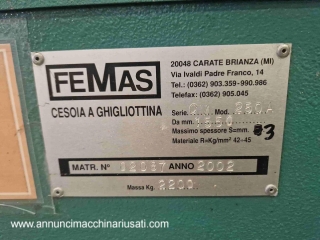 FEMAS
CESOIA A GHIGLIOTTINA
20048 CARATE BRIANZA (MI)
Via Ivaldi Padre Franco, 14
Tel.: (0362) 903.359-990.986
Telefax: (0362) 905.045
Serie Mod.
Da mm.
Massimo spessore S=mm. 3
Materiale R=Kg/mm² 42-45
MATR. N° ANNO 2002
Massa Kg. 2200
www.annuncimacchinariusati.com